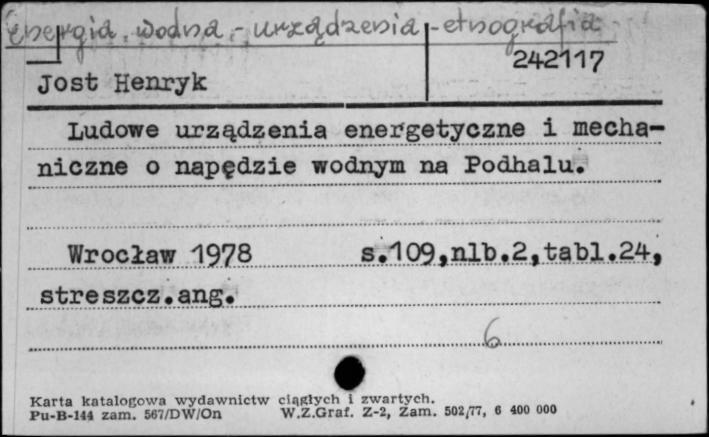 energia wodna - urządzenia - etnografia
242117
Jost Henryk
Ludowe urządzenia energetyczne i mecha-
niczne o napędzie wodnym na Podhalu.
Wrocław 1978 s.109,nlb.2,tabl.24,
streszcz.ang.
6
Karta katalogowa wydawnictw ciągłych i zwartych.
Pu-B-144 zam. 567/DW/On W.Z.Graf. Z-2, Zam. 502/77, 6 400 000